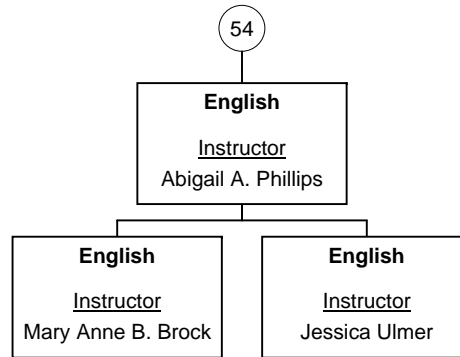 54
English
Instructor
Abigail A. Phillips
English
Instructor
Mary Anne B. Brock
English
Instructor
Jessica Ulmer